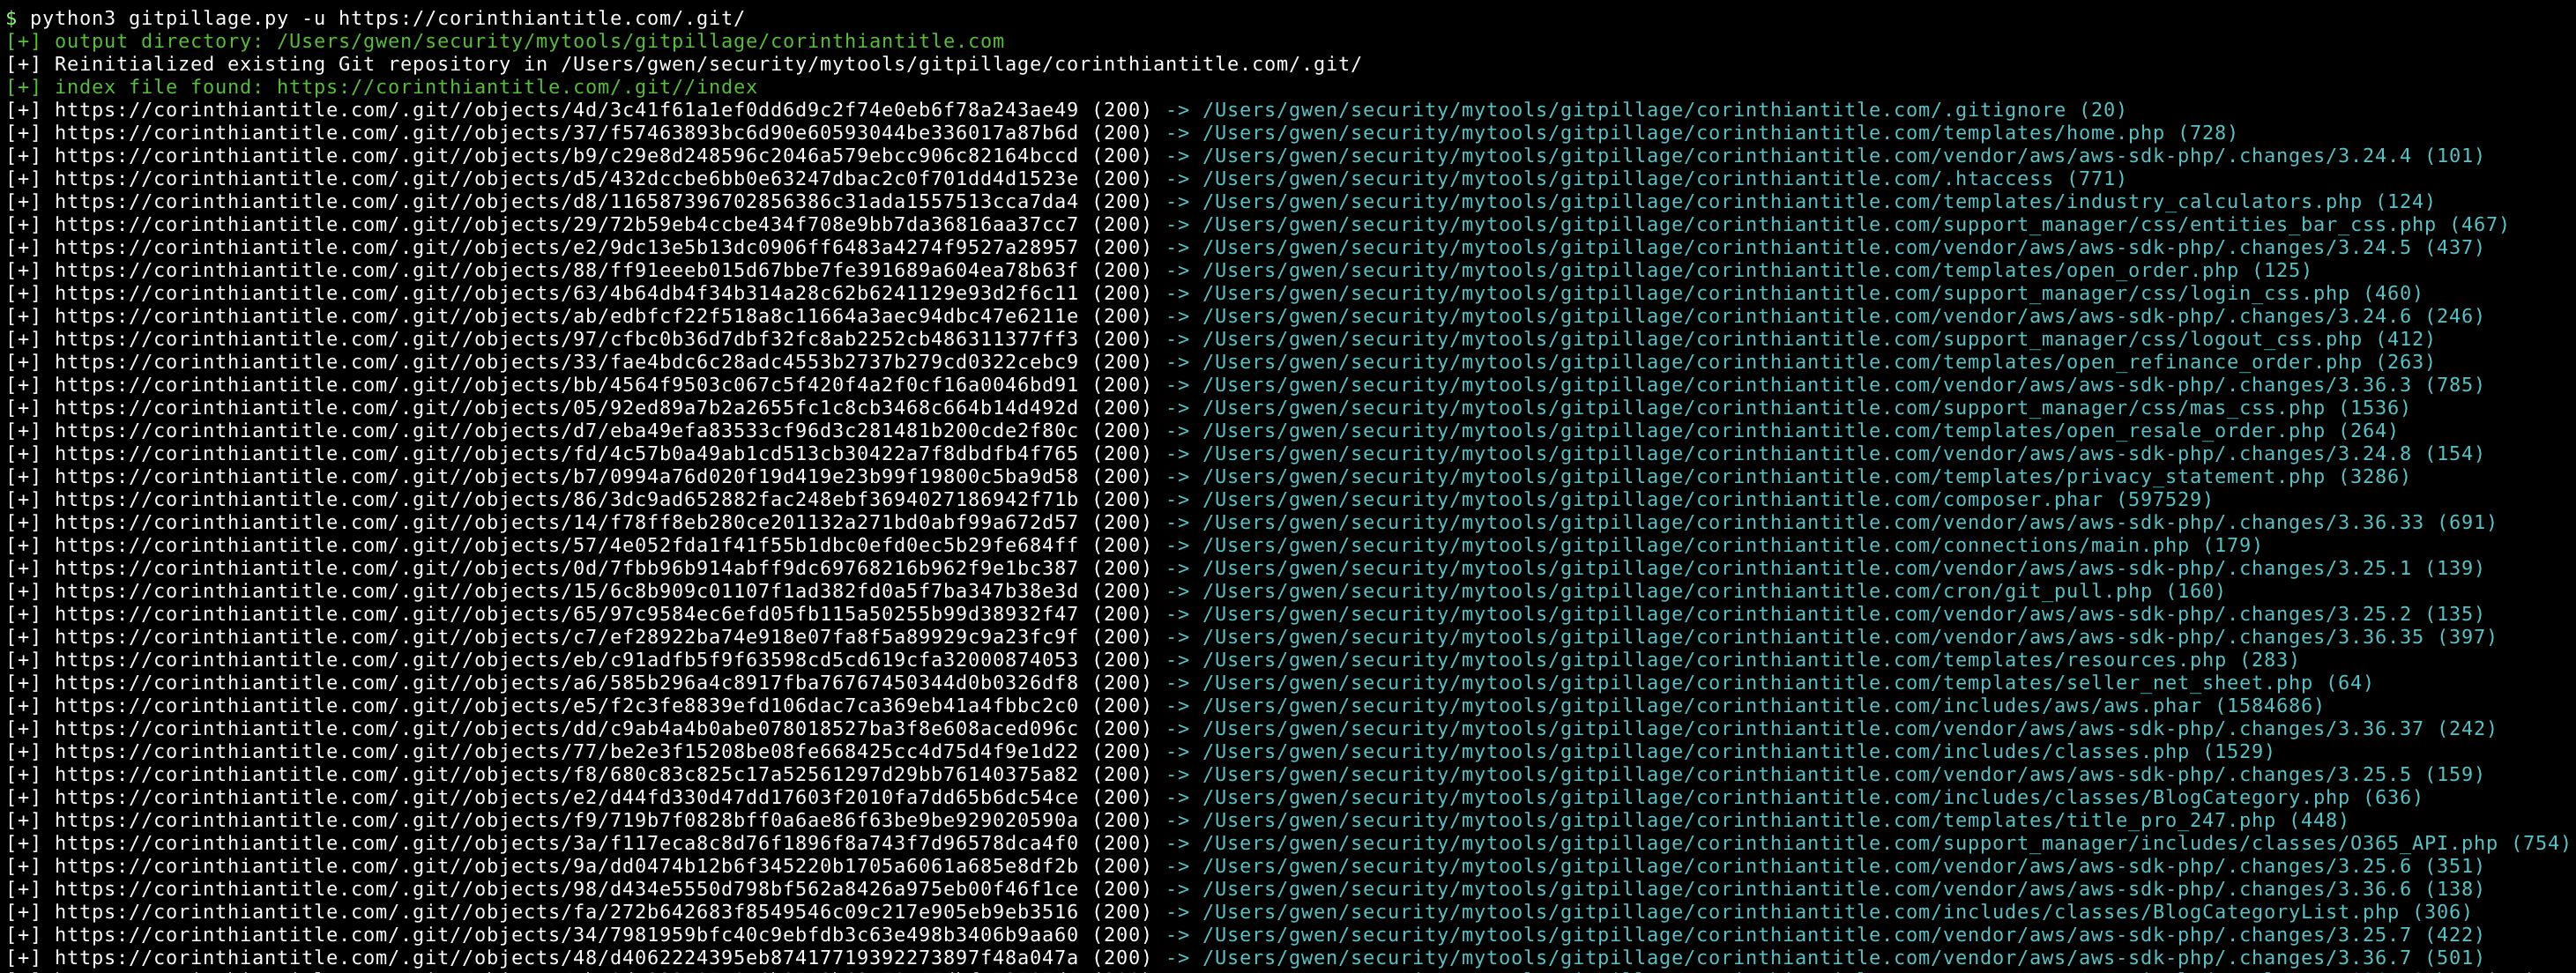 $ python3 gitpillage.py -u https://corinthiantitle.com/.git/
[+] output directory: /Users/gwen/security/mytools/gitpillage/corinthiantitle.com
[+] Reinitialized existing Git repository in /Users/gwen/security/mytools/gitpillage/corinthiantitle.com/.git/
[+] index file found: https://corinthiantitle.com/.git//index
[+] https://corinthiantitle.com/.git//objects/4d/3c41f61a1ef0dd6d9c2f74e0eb6f78a243ae49 (200) -> /Users/gwen/security/mytools/gitpillage/corinthiantitle.com/.gitignore (20)
[+] https://corinthiantitle.com/.git//objects/37/f57463893bc6d90e60593044be336017a87b6d (200) -> /Users/gwen/security/mytools/gitpillage/corinthiantitle.com/templates/home.php (728)
[+] https://corinthiantitle.com/.git//objects/b9/c29e8d248596c2046a579ebcc906c82164bccd (200) -> /Users/gwen/security/mytools/gitpillage/corinthiantitle.com/vendor/aws/aws-sdk-php/.changes/3.24.4 (101)
[+] https://corinthiantitle.com/.git//objects/d5/432dccbe6bb0e63247dbac2c0f701dd4d1523e (200) -> /Users/gwen/security/mytools/gitpillage/corinthiantitle.com/.htaccess (771)
[+] https://corinthiantitle.com/.git//objects/d8/116587396702856386c31ada1557513cca7da4 (200) -> /Users/gwen/security/mytools/gitpillage/corinthiantitle.com/templates/industry_calculators.php (124)
[+] https://corinthiantitle.com/.git//objects/29/72b59eb4ccbe434f708e9bb7da36816aa37cc7 (200) -> /Users/gwen/security/mytools/gitpillage/corinthiantitle.com/support_manager/css/entities_bar_css.php (467)
[+] https://corinthiantitle.com/.git//objects/e2/9dc13e5b13dc0906ff6483a4274f9527a28957 (200) -> /Users/gwen/security/mytools/gitpillage/corinthiantitle.com/vendor/aws/aws-sdk-php/.changes/3.24.5 (437)
[+] https://corinthiantitle.com/.git//objects/88/ff91eeeb015d67bbe7fe391689a604ea78b63f (200) -> /Users/gwen/security/mytools/gitpillage/corinthiantitle.com/templates/open_order.php (125)
[+] https://corinthiantitle.com/.git//objects/63/4b64db4f34b314a28c62b6241129e93d2f6c11 (200) -> /Users/gwen/security/mytools/gitpillage/corinthiantitle.com/support_manager/css/login_css.php (460)
[+] https://corinthiantitle.com/.git//objects/ab/edbfcf22f518a8c11664a3aec94dbc47e6211e (200) -> /Users/gwen/security/mytools/gitpillage/corinthiantitle.com/vendor/aws/aws-sdk-php/.changes/3.24.6 (246)
[+] https://corinthiantitle.com/.git//objects/97/cfbc0b36d7dbf32fc8ab2252cb486311377ff3 (200) -> /Users/gwen/security/mytools/gitpillage/corinthiantitle.com/support_manager/css/logout_css.php (412)
[+] https://corinthiantitle.com/.git//objects/33/fae4bdc6c28adc4553b2737b279cd0322cebc9 (200) -> /Users/gwen/security/mytools/gitpillage/corinthiantitle.com/templates/open_refinance_order.php (263)
[+] https://corinthiantitle.com/.git//objects/bb/4564f9503c067c5f420f4a2f0cf16a0046bd91 (200) -> /Users/gwen/security/mytools/gitpillage/corinthiantitle.com/vendor/aws/aws-sdk-php/.changes/3.36.3 (785)
[+] https://corinthiantitle.com/.git//objects/05/92ed89a7b2a2655fc1c8cb3468c664b14d492d (200) -> /Users/gwen/security/mytools/gitpillage/corinthiantitle.com/support_manager/css/mas_css.php (1536)
[+] https://corinthiantitle.com/.git//objects/d7/eba49efa83533cf96d3c281481b200cde2f80c (200) -> /Users/gwen/security/mytools/gitpillage/corinthiantitle.com/templates/open_resale_order.php (264)
[+] https://corinthiantitle.com/.git//objects/fd/4c57b0a49ab1cd513cb30422a7f8dbdfb4f765 (200) -> /Users/gwen/security/mytools/gitpillage/corinthiantitle.com/vendor/aws/aws-sdk-php/.changes/3.24.8 (154)
[+] https://corinthiantitle.com/.git//objects/b7/0994a76d020f19d419e23b99f19800c5ba9d58 (200) -> /Users/gwen/security/mytools/gitpillage/corinthiantitle.com/templates/privacy_statement.php (3286)
[+] https://corinthiantitle.com/.git//objects/86/3dc9ad652882fac248ebf3694027186942f71b (200) -> /Users/gwen/security/mytools/gitpillage/corinthiantitle.com/composer.phar (597529)
[+] https://corinthiantitle.com/.git//objects/14/f78ff8eb280ce201132a271bd0abf99a672d57 (200) -> /Users/gwen/security/mytools/gitpillage/corinthiantitle.com/vendor/aws/aws-sdk-php/.changes/3.36.33 (691)
[+] https://corinthiantitle.com/.git//objects/57/4e052fda1f41f55b1dbc0efd0ec5b29fe684ff (200) -> /Users/gwen/security/mytools/gitpillage/corinthiantitle.com/connections/main.php (179)
[+] https://corinthiantitle.com/.git//objects/0d/7fbb96b914abff9dc69768216b962f9e1bc387 (200) -> /Users/gwen/security/mytools/gitpillage/corinthiantitle.com/vendor/aws/aws-sdk-php/.changes/3.25.1 (139)
[+] https://corinthiantitle.com/.git//objects/15/6c8b909c01107f1ad382fd0a5f7ba347b38e3d (200) -> /Users/gwen/security/mytools/gitpillage/corinthiantitle.com/cron/git_pull.php (160)
[+] https://corinthiantitle.com/.git//objects/65/97c9584ec6efd05fb115a50255b99d38932f47 (200) -> /Users/gwen/security/mytools/gitpillage/corinthiantitle.com/vendor/aws/aws-sdk-php/.changes/3.25.2 (135)
[+] https://corinthiantitle.com/.git//objects/c7/ef28922ba74e918e07fa8f5a89929c9a23fc9f (200) -> /Users/gwen/security/mytools/gitpillage/corinthiantitle.com/vendor/aws/aws-sdk-php/.changes/3.36.35 (397)
[+] https://corinthiantitle.com/.git//objects/eb/c91adfb5f9f63598cd5cd619cfa32000874053 (200) -> /Users/gwen/security/mytools/gitpillage/corinthiantitle.com/templates/resources.php (283)
[+] https://corinthiantitle.com/.git//objects/a6/585b296a4c8917fba76767450344d0b0326df8 (200) -> /Users/gwen/security/mytools/gitpillage/corinthiantitle.com/templates/seller_net_sheet.php (64)
[+] https://corinthiantitle.com/.git//objects/e5/f2c3fe8839efd106dac7ca369eb41a4fbbc2c0 (200) -> /Users/gwen/security/mytools/gitpillage/corinthiantitle.com/includes/aws/aws.phar (1584686)
[+] https://corinthiantitle.com/.git//objects/dd/c9ab4a4b0abe078018527ba3f8e608aced096c (200) -> /Users/gwen/security/mytools/gitpillage/corinthiantitle.com/vendor/aws/aws-sdk-php/.changes/3.36.37 (242)
[+] https://corinthiantitle.com/.git//objects/77/be2e3f15208be08fe668425cc4d75d4f9e1d22 (200) -> /Users/gwen/security/mytools/gitpillage/corinthiantitle.com/includes/classes.php (1529)
[+] https://corinthiantitle.com/.git//objects/f8/680c83c825c17a52561297d29bb76140375a82 (200) -> /Users/gwen/security/mytools/gitpillage/corinthiantitle.com/vendor/aws/aws-sdk-php/.changes/3.25.5 (159)
[+] https://corinthiantitle.com/.git//objects/e2/d44fd330d47dd17603f2010fa7dd65b6dc54ce (200) -> /Users/gwen/security/mytools/gitpillage/corinthiantitle.com/includes/classes/BlogCategory.php (636)
[+] https://corinthiantitle.com/.git//objects/f9/719b7f0828bff0a6ae86f63be9be929020590a (200) -> /Users/gwen/security/mytools/gitpillage/corinthiantitle.com/templates/title_pro_247.php (448)
[+] https://corinthiantitle.com/.git//objects/3a/f117eca8c8d76f1896f8a743f7d96578dca4f0 (200) -> /Users/gwen/security/mytools/gitpillage/corinthiantitle.com/support_manager/includes/classes/O365_API.php (754)
[+] https://corinthiantitle.com/.git//objects/9a/dd0474b12b6f345220b1705a6061a685e8df2b (200) -> /Users/gwen/security/mytools/gitpillage/corinthiantitle.com/vendor/aws/aws-sdk-php/.changes/3.25.6 (351)
[+] https://corinthiantitle.com/.git//objects/98/d434e5550d798bf562a8426a975eb00f46f1ce (200) -> /Users/gwen/security/mytools/gitpillage/corinthiantitle.com/vendor/aws/aws-sdk-php/.changes/3.36.6 (138)
[+] https://corinthiantitle.com/.git//objects/fa/272b642683f8549546c09c217e905eb9eb3516 (200) -> /Users/gwen/security/mytools/gitpillage/corinthiantitle.com/includes/classes/BlogCategoryList.php (306)
[+] https://corinthiantitle.com/.git//objects/34/7981959bfc40c9ebfdb3c63e498b3406b9aa60 (200) -> /Users/gwen/security/mytools/gitpillage/corinthiantitle.com/vendor/aws/aws-sdk-php/.changes/3.25.7 (422)
[+] https://corinthiantitle.com/.git//objects/48/d4062224395eb87417719392273897f48a047a (200) -> /Users/gwen/security/mytools/gitpillage/corinthiantitle.com/vendor/aws/aws-sdk-php/.changes/3.36.7 (501)